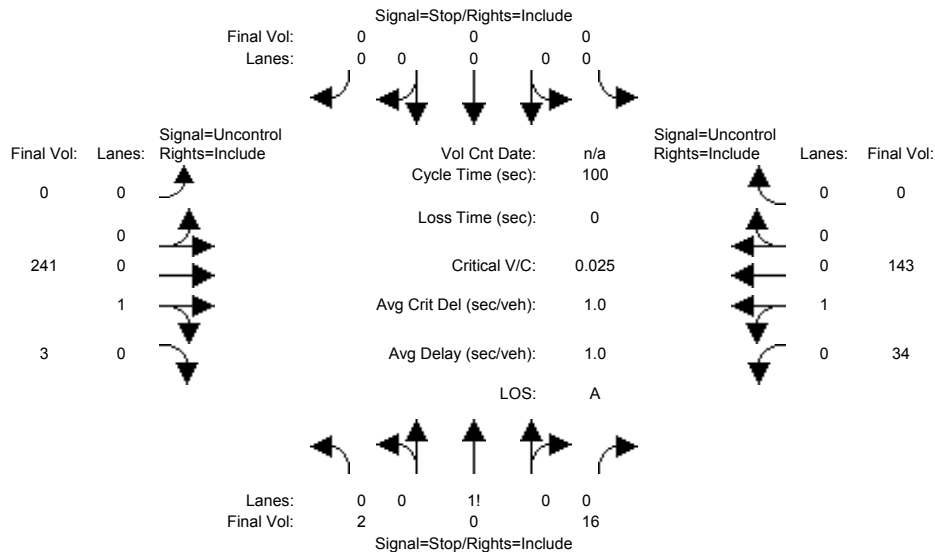 Signal=Stop/Rights=Include
Final Vol: 0 0 0
Lanes: 0 0 0 0 0
Signal=Uncontrol Signal=Uncontrol
Final Vol: Lanes: Rights=Include Vol Cnt Date: n/a Rights=Include Lanes: Final Vol:
Cycle Time (sec): 100
0 0 0 0
Loss Time (sec): 0
0 0
241 0 Critical V/C: 0.025 0 143
1 Avg Crit Del (sec/veh): 1.0 1
3 0 Avg Delay (sec/veh): 1.0 0 34
LOS: A
Lanes: 0 0 1! 0 0
Final Vol: 2 0 16
Signal=Stop/Rights=Include